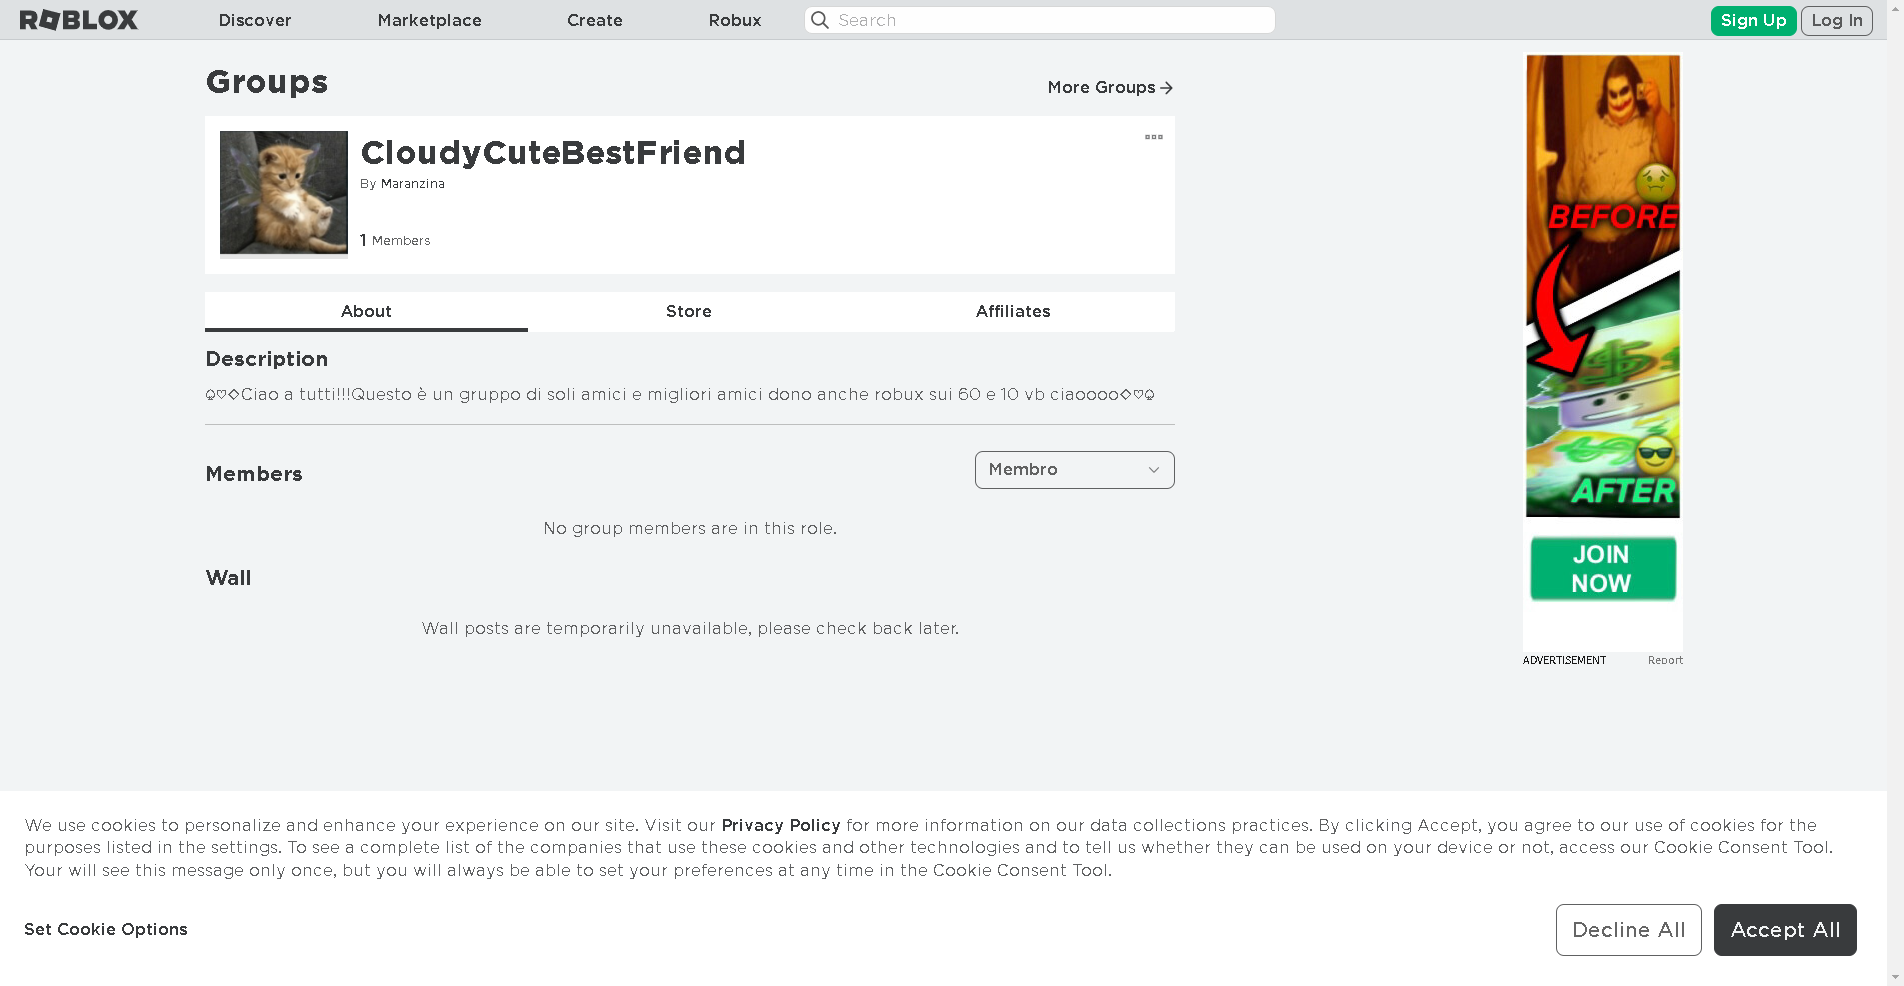 ROBLOX Discover Marketplace Create Robux Search Sign Up Log In
Groups
More Groups
CloudyCuteBestFriend
By Maranzina
1 Members
About Store Affiliates
Description
♤♡◇Ciao a tutti!!!Questo è un gruppo di soli amici e migliori amici dono anche robux sui 60 e 10 vb ciaoooo◇♡♤
Members
Membro
No group members are in this role.
Wall
Wall posts are temporarily unavailable, please check back later.
BEFORE
AFTER
JOIN
NOW
ADVERTISEMENT Report
We use cookies to personalize and enhance your experience on our site. Visit our Privacy Policy for more information on our data collections practices. By clicking Accept, you agree to our use of cookies for the
purposes listed in the settings. To see a complete list of the companies that use these cookies and other technologies and to tell us whether they can be used on your device or not, access our Cookie Consent Tool.
Your will see this message only once, but you will always be able to set your preferences at any time in the Cookie Consent Tool.
Set Cookie Options
Decline All
Accept All